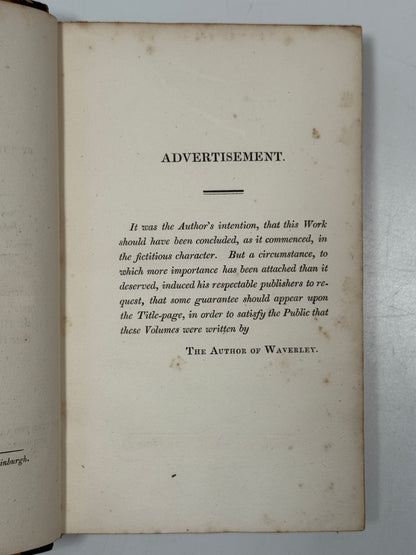 ADVERTISEMENT.
It was the Author's intention, that this Work
should have been concluded, as it commenced, in
the fictitious character. But a circumstance, to
which more importance has been attached than it
deserved, induced his respectable publishers to re-
quest, that some guarantee should appear upon
the Title-page, in order to satisfy the Public that
these Volumes were written by
THE AUTHOR OF WAVERLEY.
inburgh.